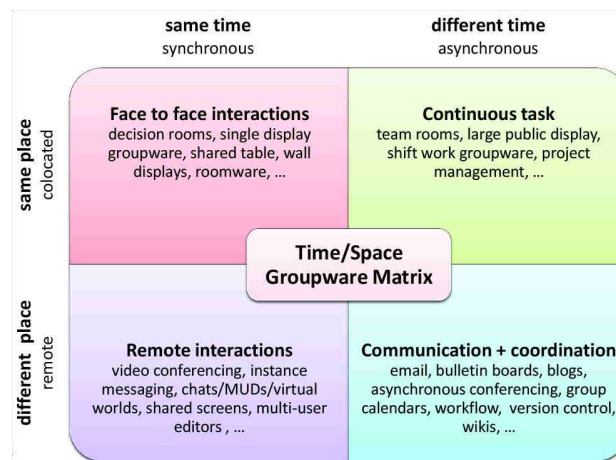 same time
synchronous
different time
asynchronous
same place
colocated
Face to face interactions
decision rooms, single display
groupware, shared table, wall
displays, roomware, ...
Continuous task
team rooms, large public display,
shift work groupware, project
management, ...
Time/Space
Groupware Matrix
different place
remote
Remote interactions
video conferencing, instance
messaging, chats/MUDs/virtual
worlds, shared screens, multi-user
editors , ...
Communication + coordination
email, bulletin boards, blogs,
asynchronous conferencing, group
calendars, workflow, version control,
wikis, ...